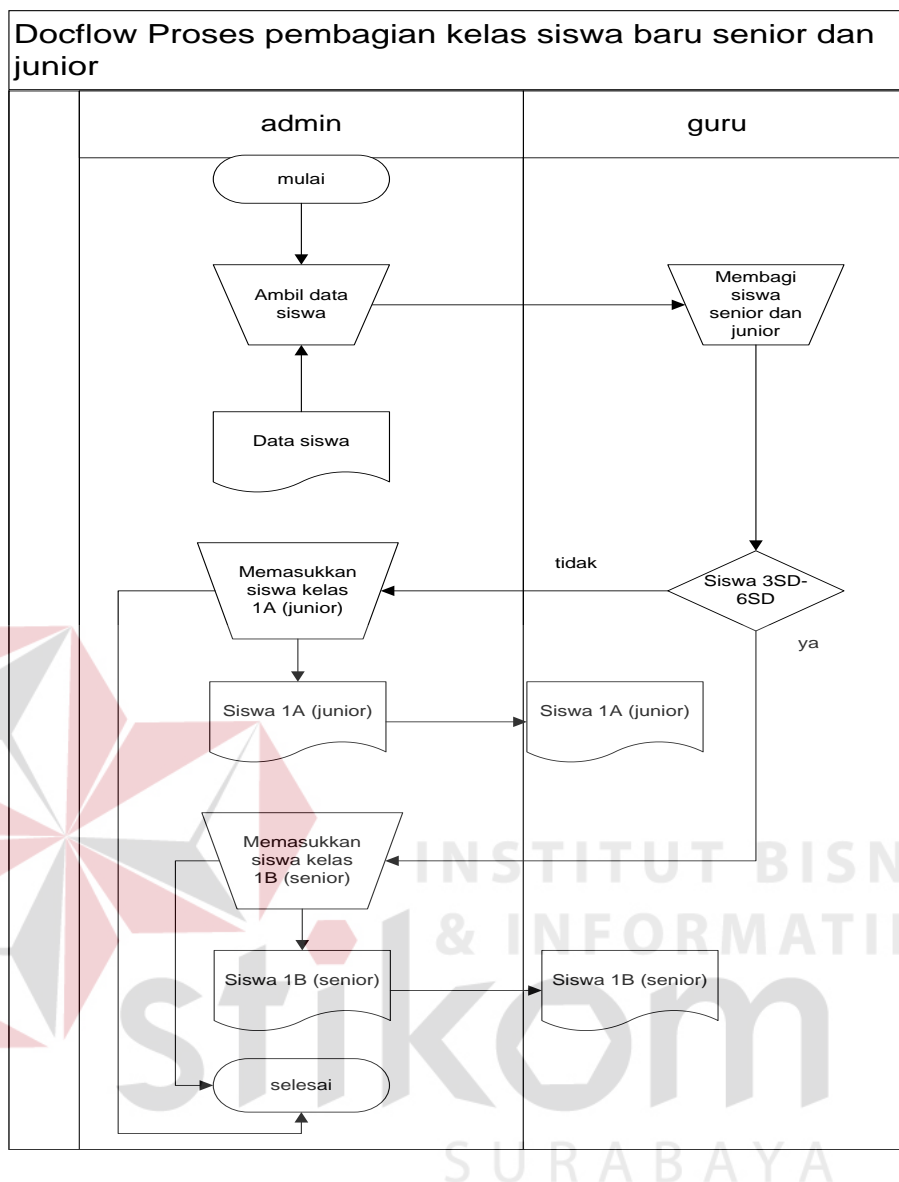 Docflow Proses pembagian kelas siswa baru senior dan
junior
admin
guru
mulai
Ambil data
siswa
Membagi
siswa
senior dan
junior
Data siswa
Siswa 3SD-
6SD
tidak
ya
Memasukkan
siswa kelas
1A (junior)
Siswa 1A (junior)
Siswa 1A (junior)
Memasukkan
siswa kelas
1B (senior)
Siswa 1B (senior)
Siswa 1B (senior)
selesai
INSTITUT BISN
& INFORMATI
stikom
SURABAYA